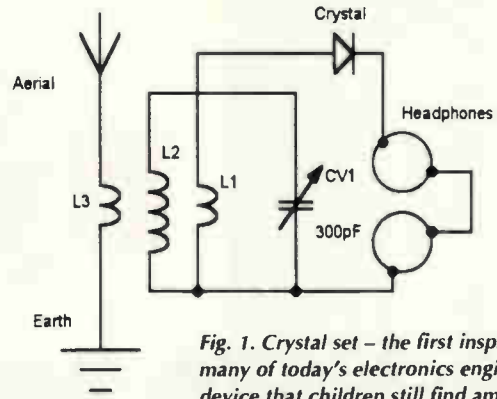 Crystal
Aerial
Headphones
L2
L1
CV1
L3
300pF
Earth
Fig. 1. Crystal set – the first insp
many of today's electronics engin
device that children still find am